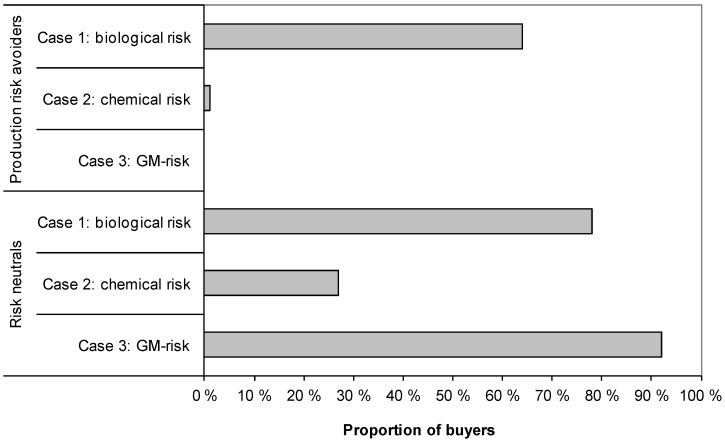 Production risk avoiders
Case 1: biological risk
Case 2: chemical risk
Case 3: GM-risk
Risk neutrals
Case 1: biological risk
Case 2: chemical risk
Case 3: GM-risk
0 % 10 % 20 % 30 % 40 % 50 % 60 % 70 % 80 % 90 % 100 %
Proportion of buyers